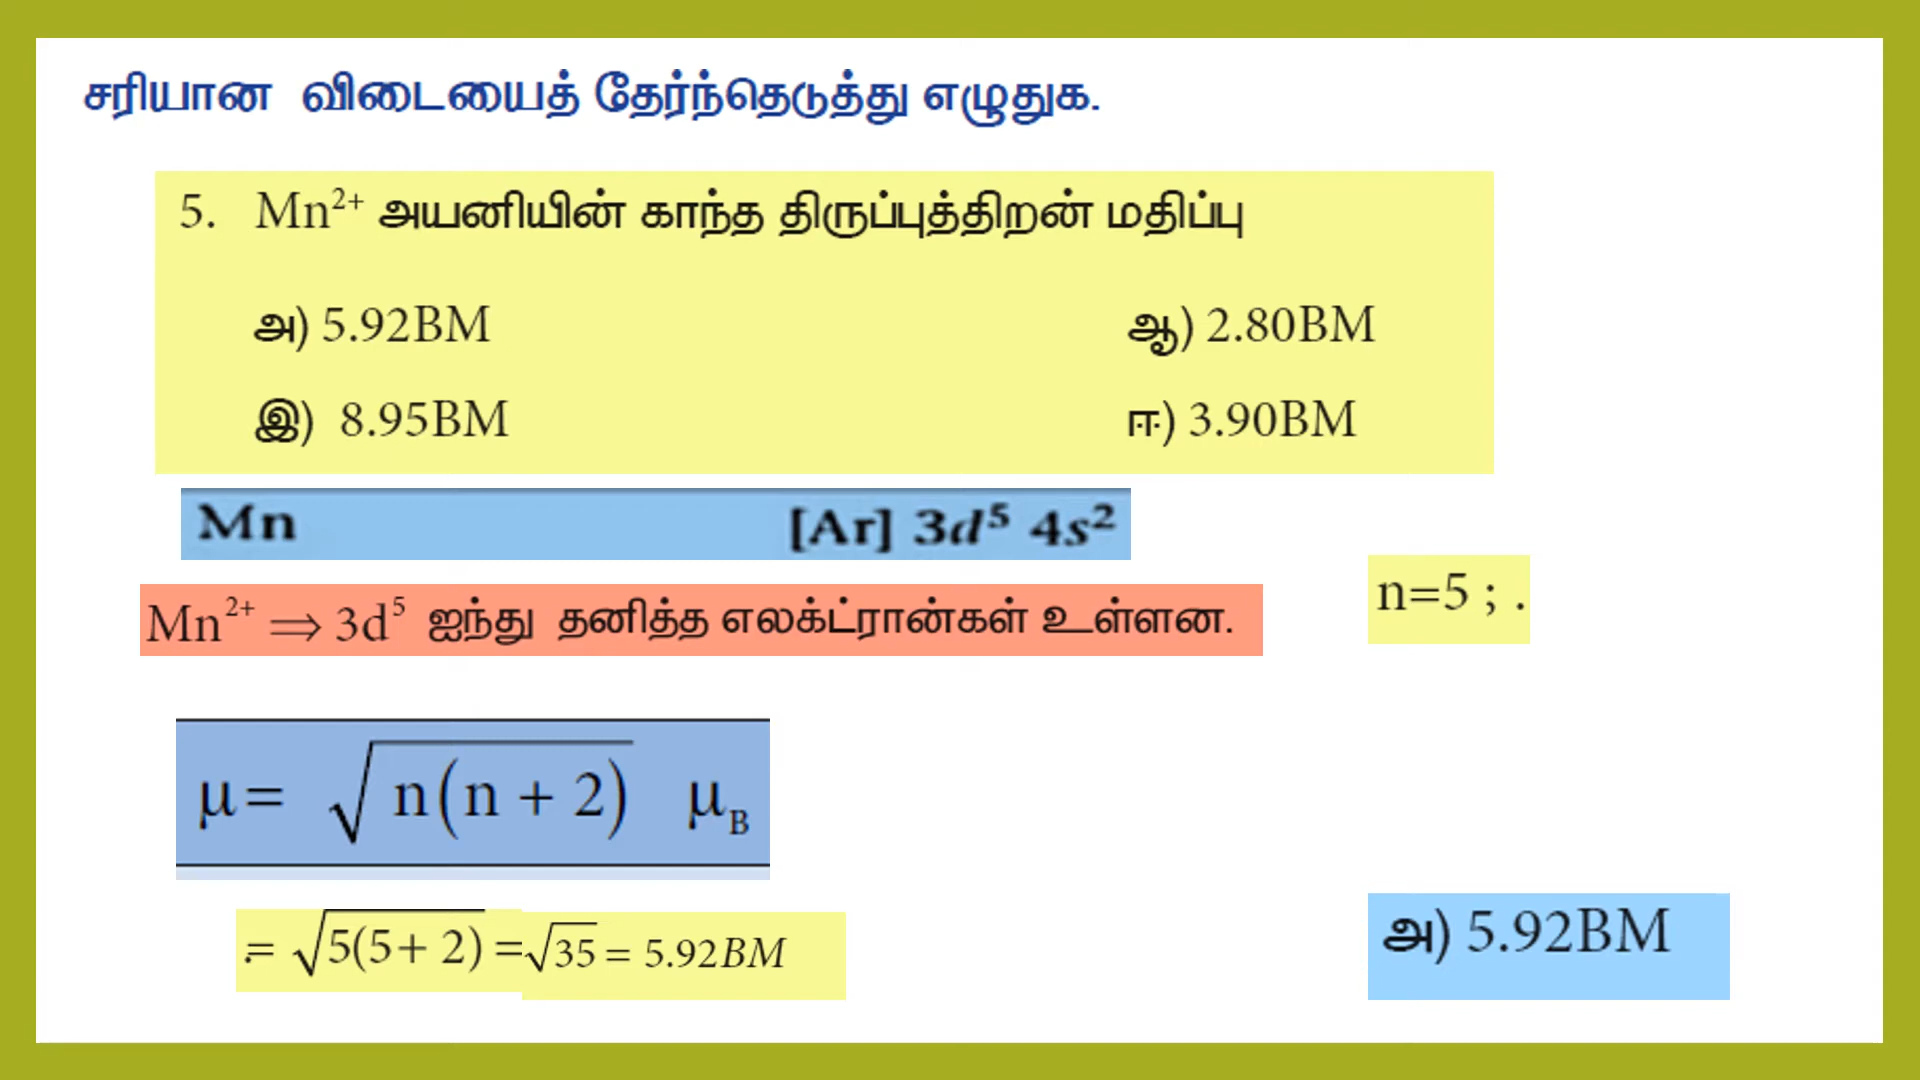 சரியான விடையைத் தேர்ந்தெடுத்து எழுதுக.
5. Mn²⁺ அயனியின் காந்த திருப்புத்திறன் மதிப்பு
அ) 5.92BM ஆ) 2.80BM
இ) 8.95BM ஈ) 3.90BM
Mn [Ar] 3d⁵ 4s²
Mn²⁺ ⇒ 3d⁵ ஐந்து தனித்த எலக்ட்ரான்கள் உள்ளன.
n=5 ; .
μ= √n(n + 2) μ_B
.= √5(5+ 2) =√35 = 5.92BM
அ) 5.92BM